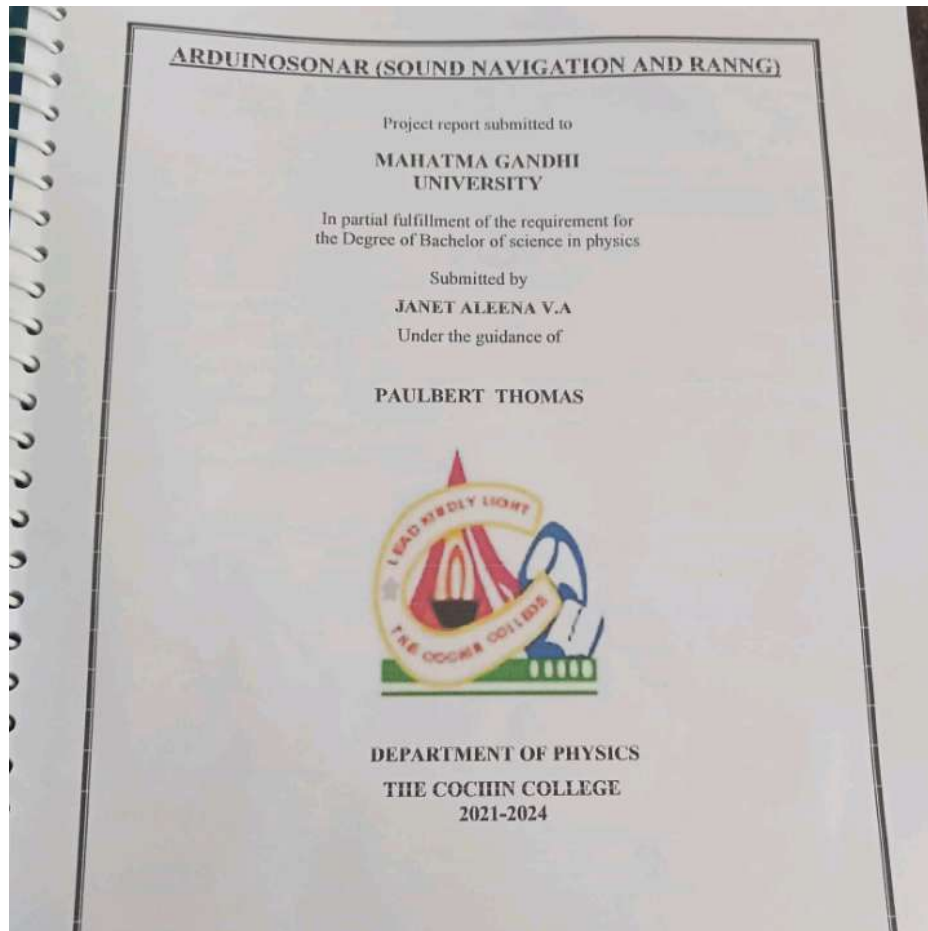 ARDUINOSONAR (SOUND NAVIGATION AND RANNG)
Project report submitted to
MAHATMA GANDHI
UNIVERSITY
In partial fulfillment of the requirement for
the Degree of Bachelor of science in physics
Submitted by
JANET ALEENA V.A
Under the guidance of
PAULBERT THOMAS
LEAD KINDLY LIGHT
THE COCHIN COLLEGE
DEPARTMENT OF PHYSICS
THE COCHIN COLLEGE
2021-2024